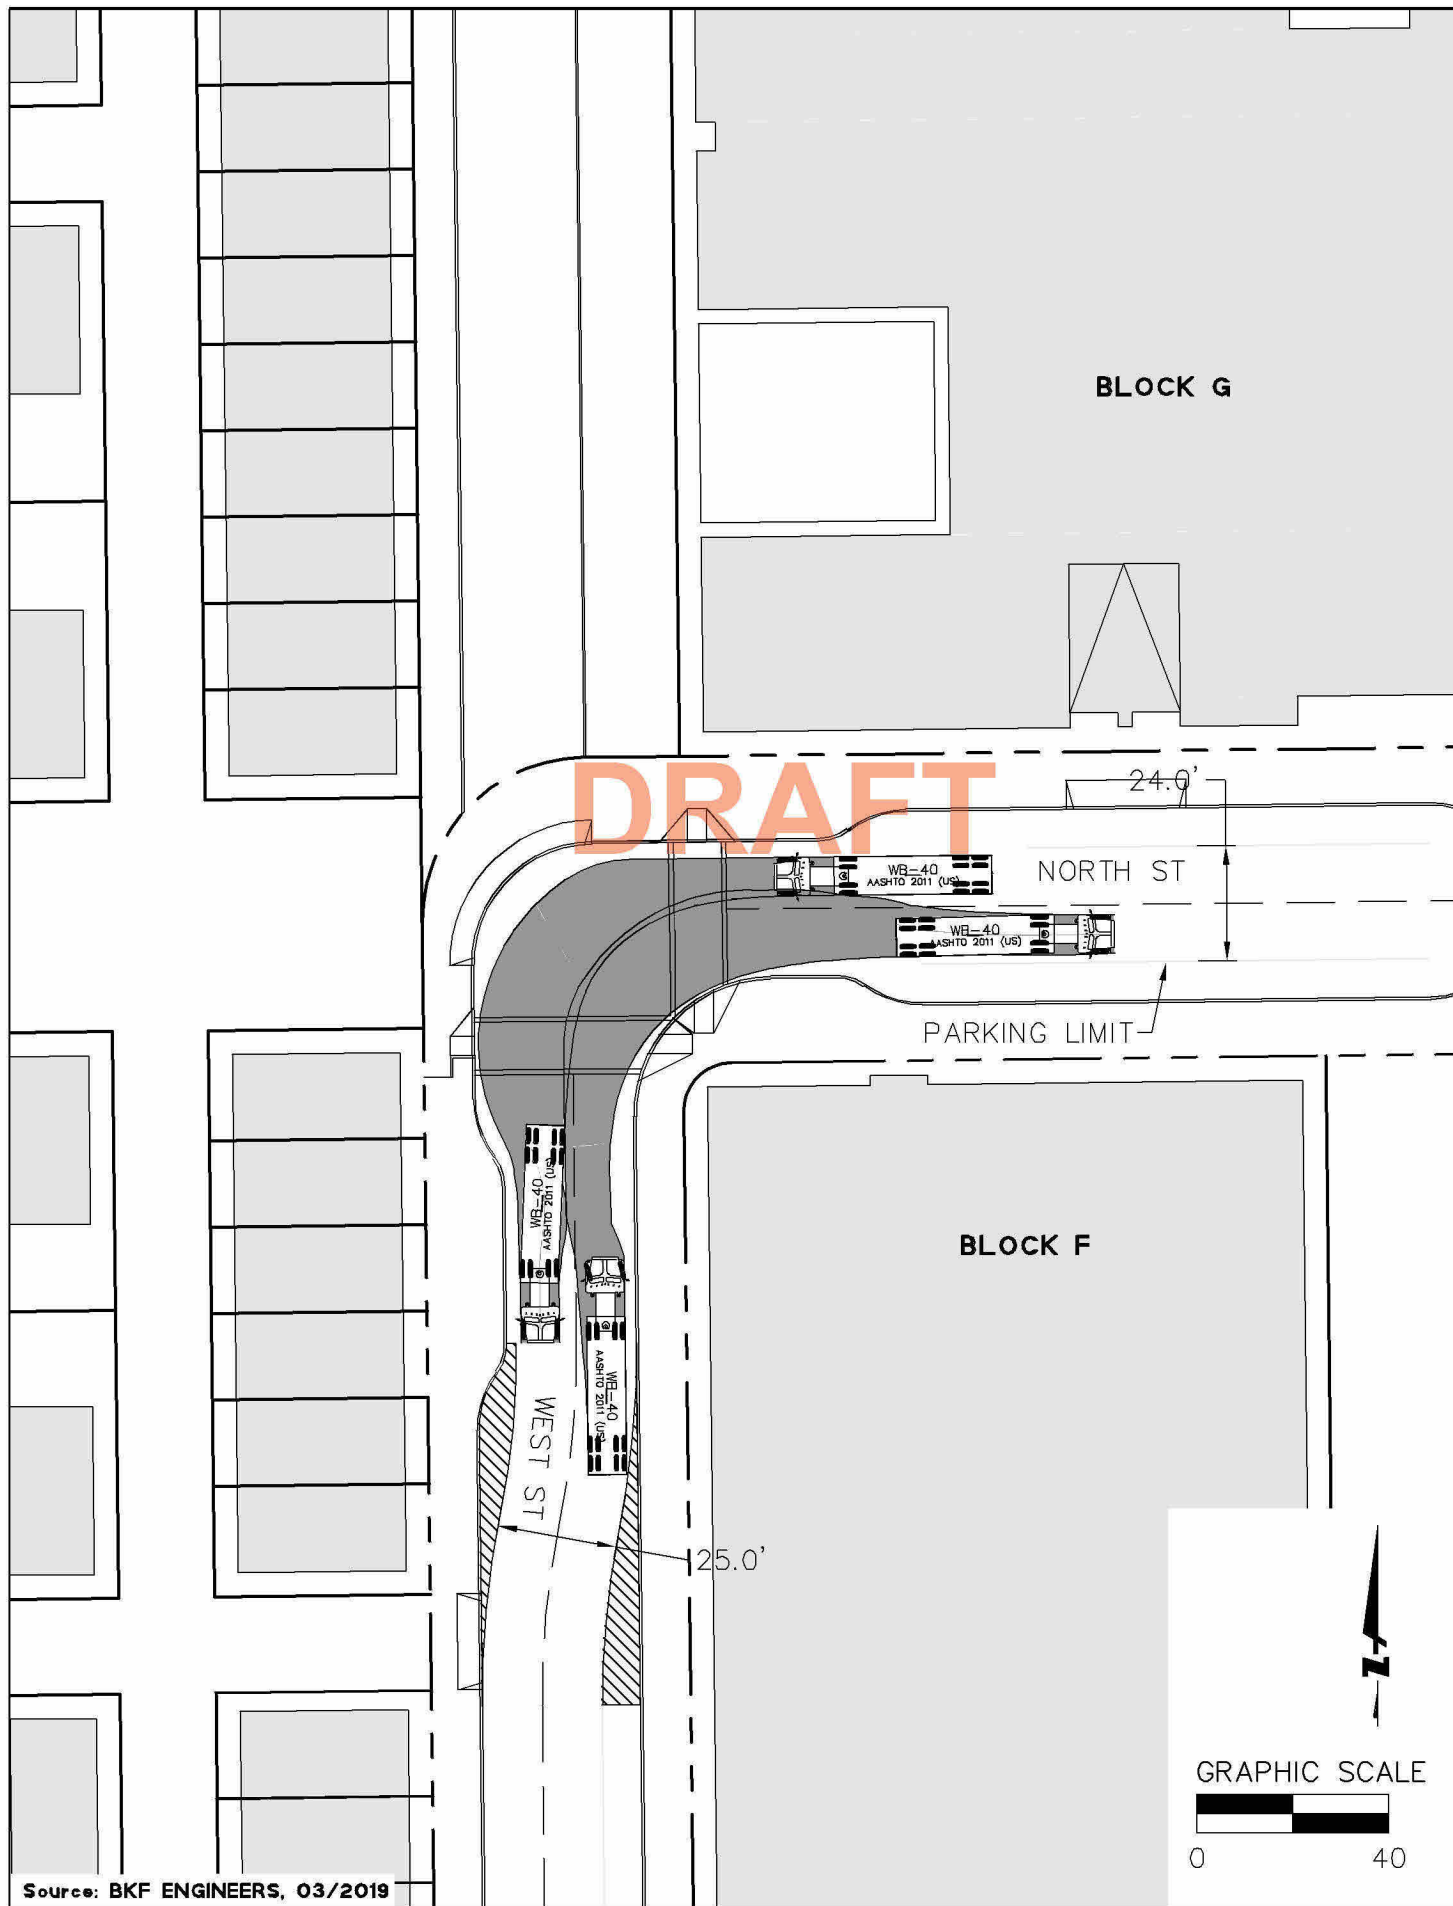 BLOCK G
DRAFT
24.0'
WB-40
AASHTO 2011 (US)
NORTH ST
WB-40
AASHTO 2011 (US)
PARKING LIMIT
WB-40
AASHTO 2011 (US)
BLOCK F
WB-40
AASHTO 2011 (US)
WEST ST
25.0'
N
GRAPHIC SCALE
0 40
Source: BKF ENGINEERS, 03/2019